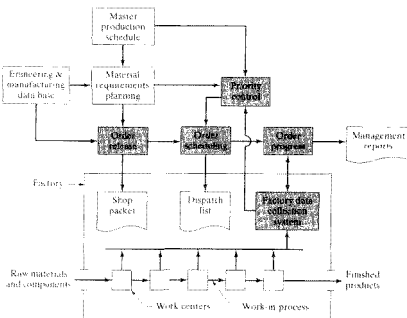 Master
production
schedule
Engineering &
manufacturing
data base
Material
requirements
planning
Priority
control
Order
release
Order
scheduling
Order
progress
Management
reports
Factory
Shop
packet
Dispatch
list
Factory data
collection
system
Raw materials
and components
Finished
products
Work centers
Work-in process